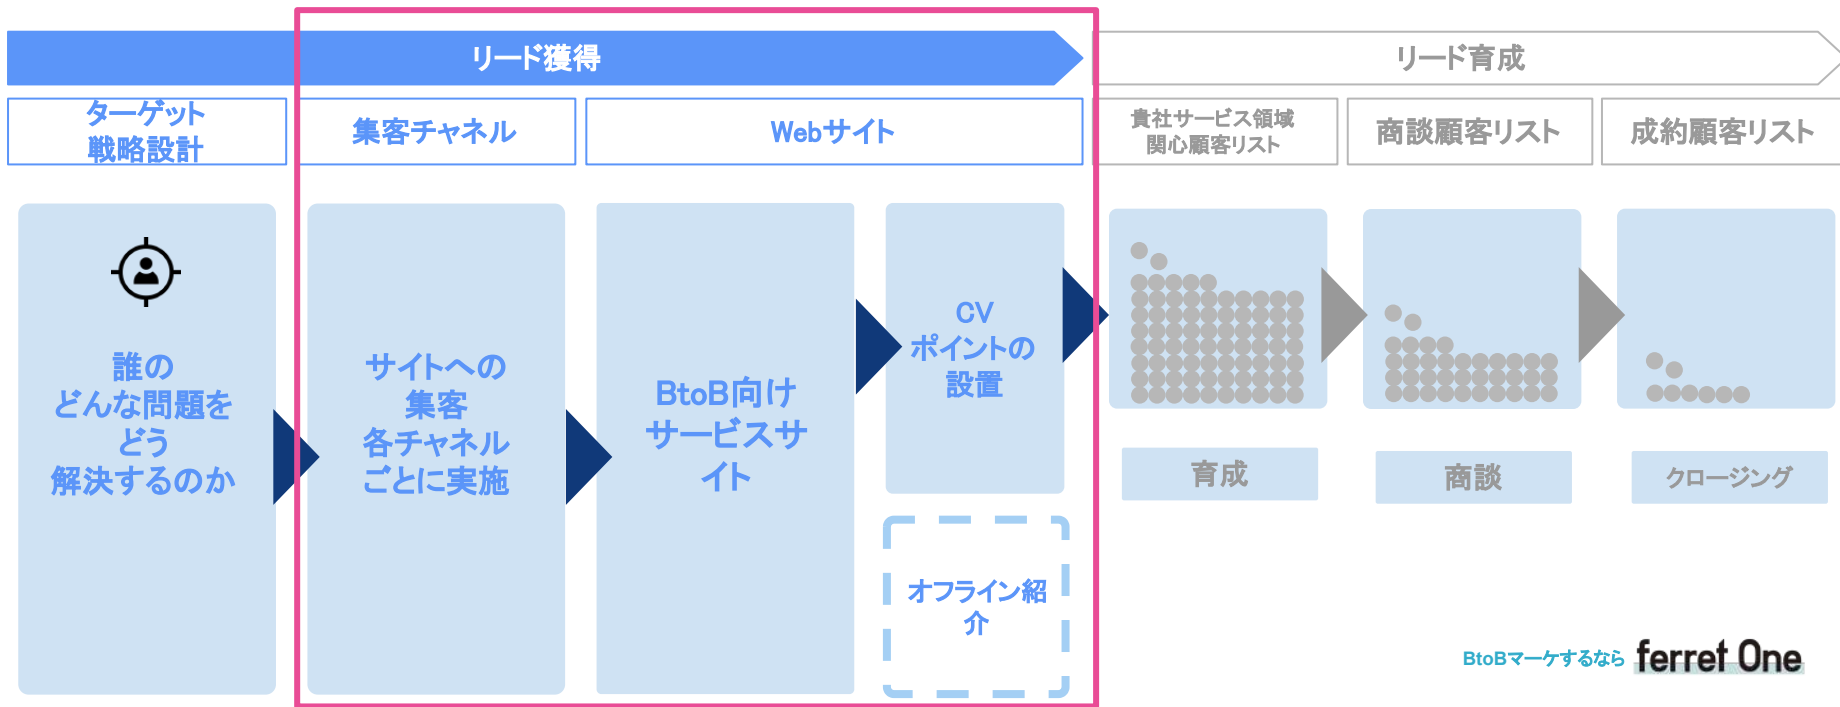 リード獲得
リード育成
ターゲット
戦略設計
集客チャネル
Webサイト
貴社サービス領域
関心顧客リスト
商談顧客リスト
成約顧客リスト
誰の
どんな問題を
どう
解決するのか
サイトへの
集客
各チャネル
ごとに実施
BtoB向け
サービスサ
イト
CV
ポイントの
設置
オフライン紹
介
育成
商談
クロージング
BtoBマーケするなら ferret One